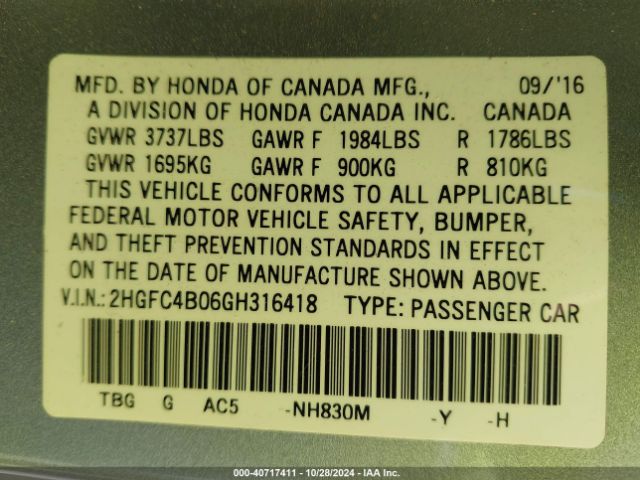 MFD. BY HONDA OF CANADA MFG., 09/'16
A DIVISION OF HONDA CANADA INC. CANADA
GVWR 3737LBS GAWR F 1984LBS R 1786LBS
GVWR 1695KG GAWR F 900KG R 810KG
THIS VEHICLE CONFORMS TO ALL APPLICABLE
FEDERAL MOTOR VEHICLE SAFETY, BUMPER,
AND THEFT PREVENTION STANDARDS IN EFFECT
ON THE DATE OF MANUFACTURE SHOWN ABOVE.
V.I.N.: 2HGFC4B06GH316418 TYPE: PASSENGER CAR
TBG G AC5 -NH830M -Y -H
000-40717411 - 10/28/2024 - IAA Inc.